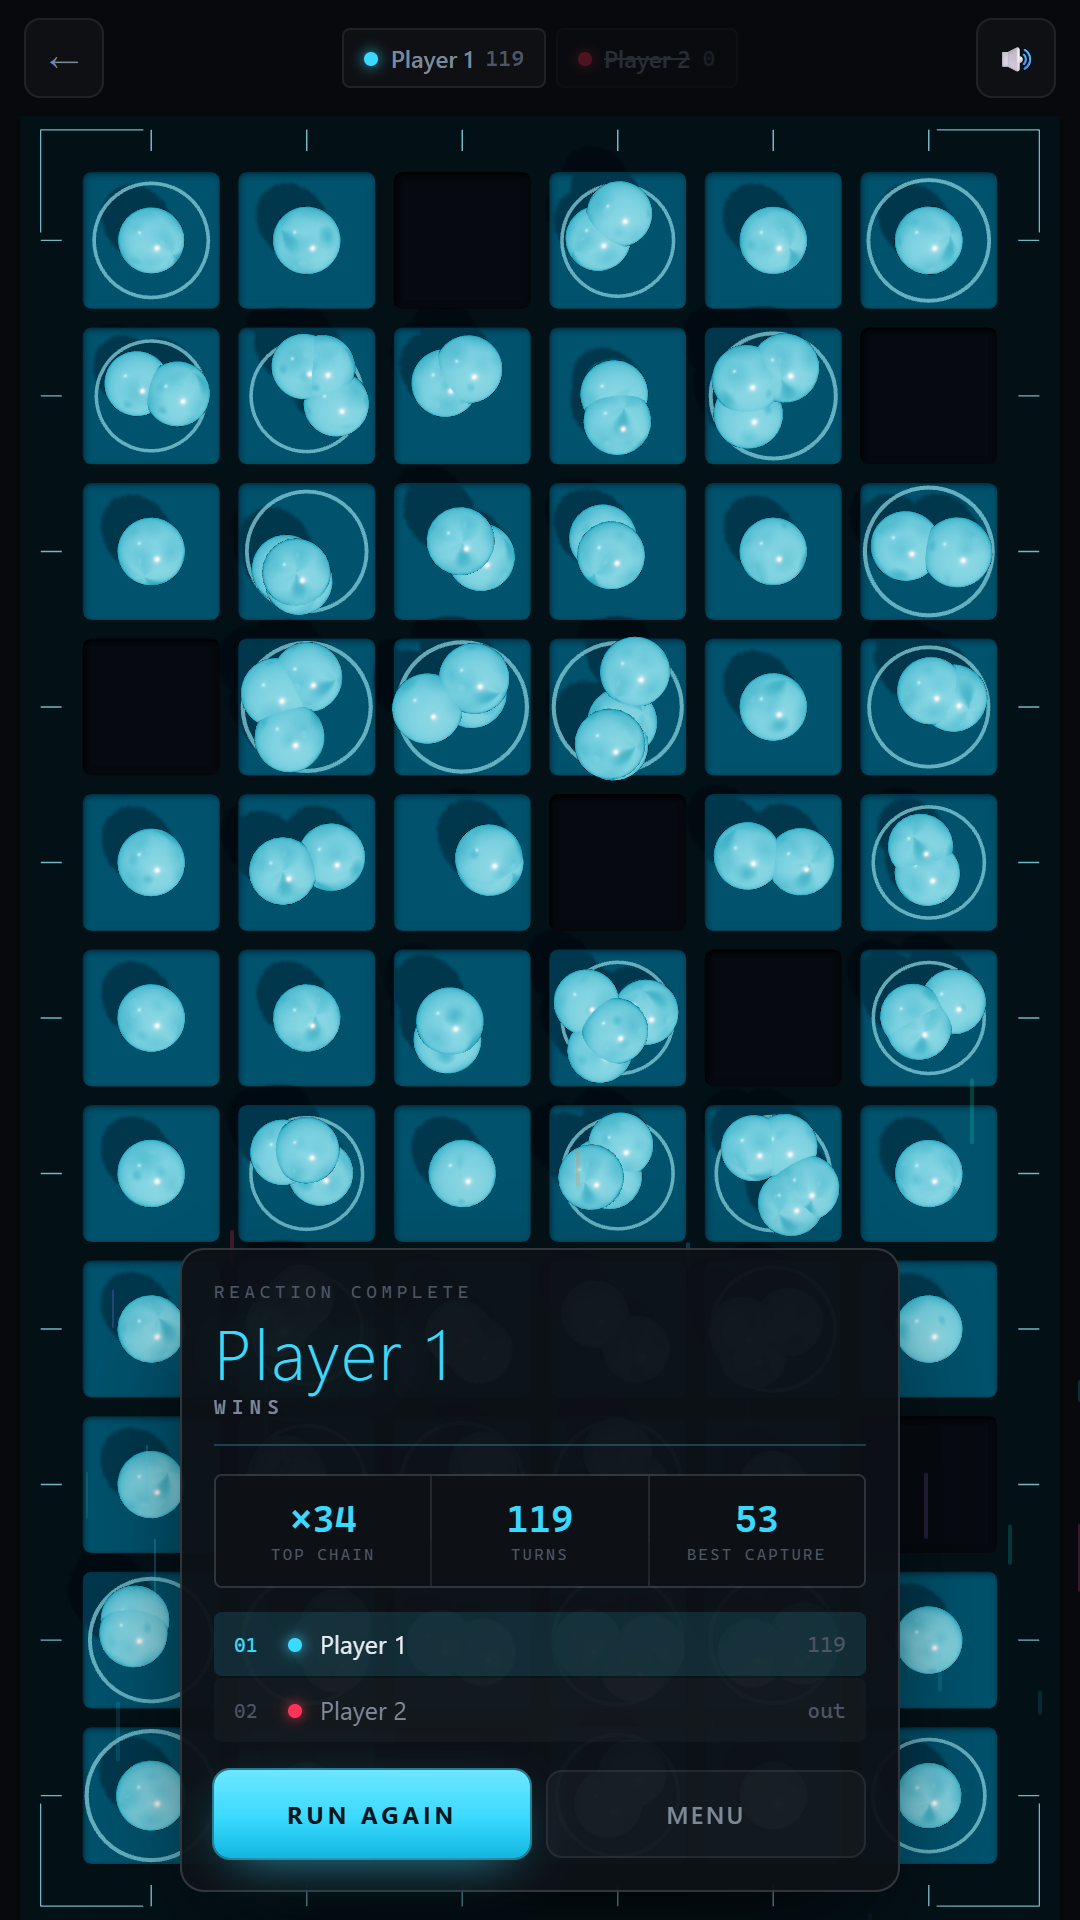 ←
Player 1 119
Player 2 0
REACTION COMPLETE
Player 1
WINS
×34
TOP CHAIN
119
TURNS
53
BEST CAPTURE
01 Player 1 119
02 Player 2 out
RUN AGAIN
MENU